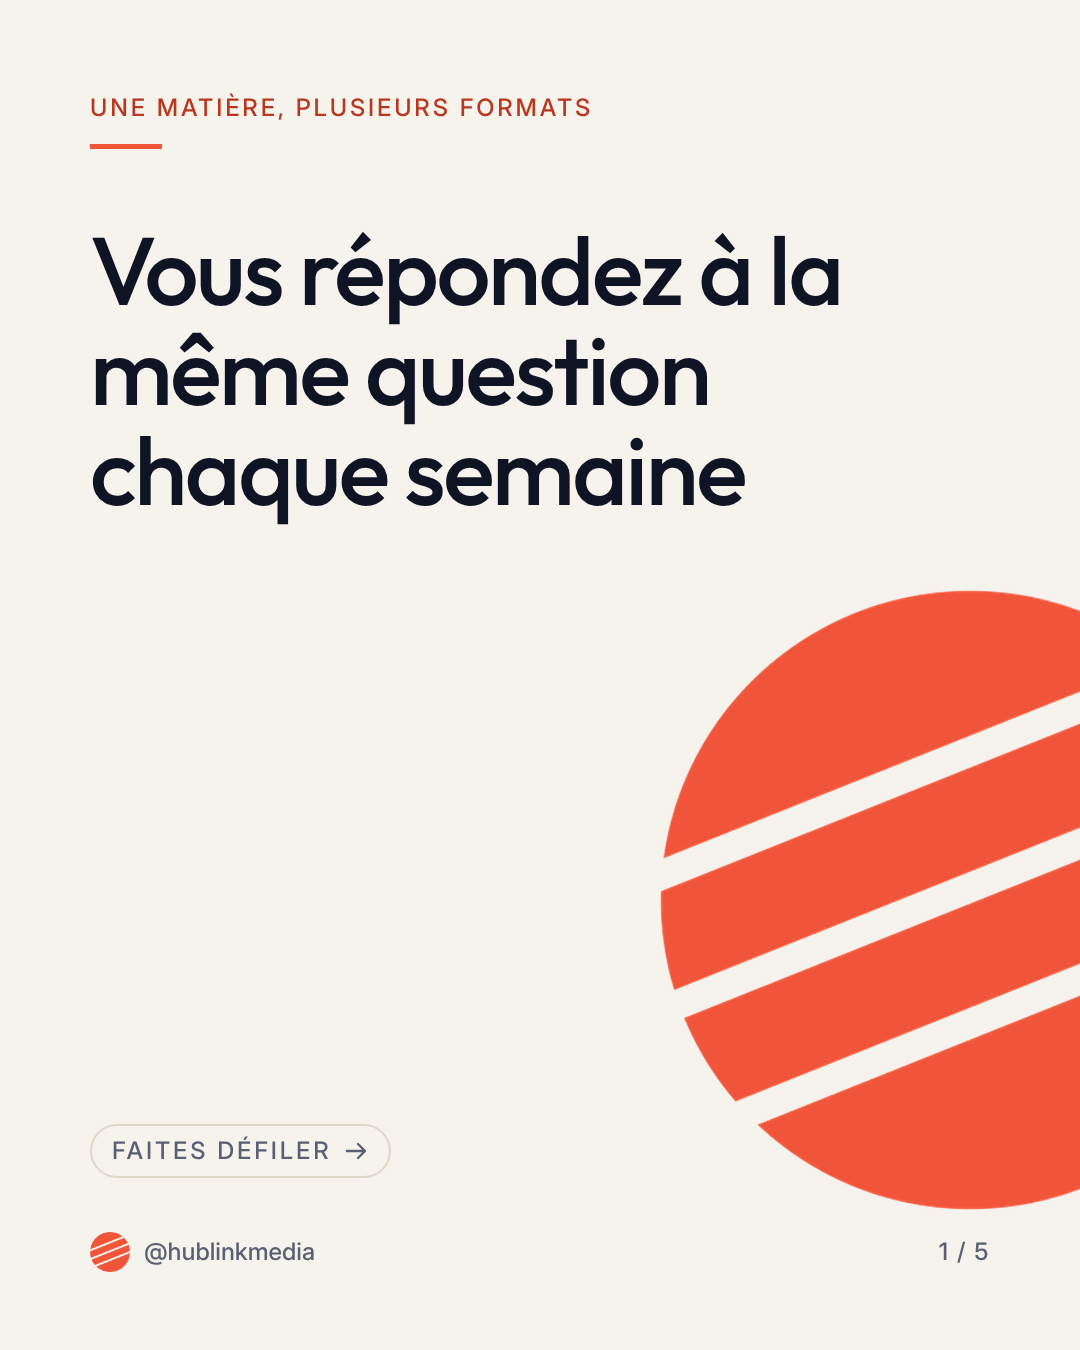 UNE MATIÈRE, PLUSIEURS FORMATS
Vous répondez à la
même question
chaque semaine
FAITES DÉFILER →
@hublinkmedia
1 / 5